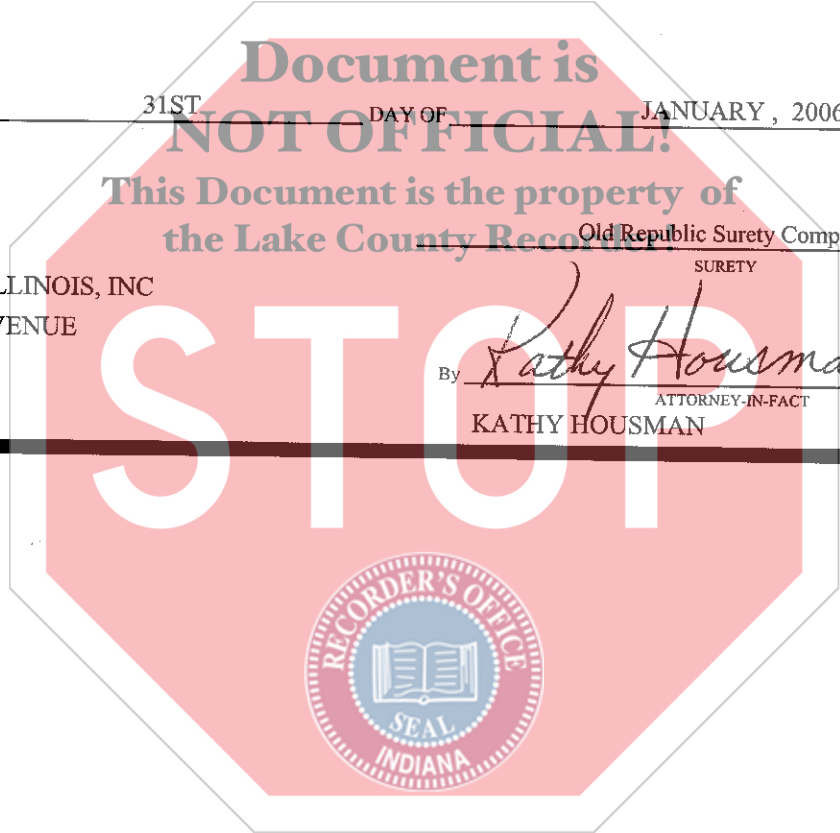 Document is
31ST DAY OF JANUARY , 2006
NOT OFFICIAL!
This Document is the property of
the Lake County Recorder!
Old Republic Surety Comp
SURETY
LLINOIS, INC
VENUE
STOP
By Kathy Housma
ATTORNEY-IN-FACT
KATHY HOUSMAN
RECORDER'S OFFICE
SEAL
INDIANA